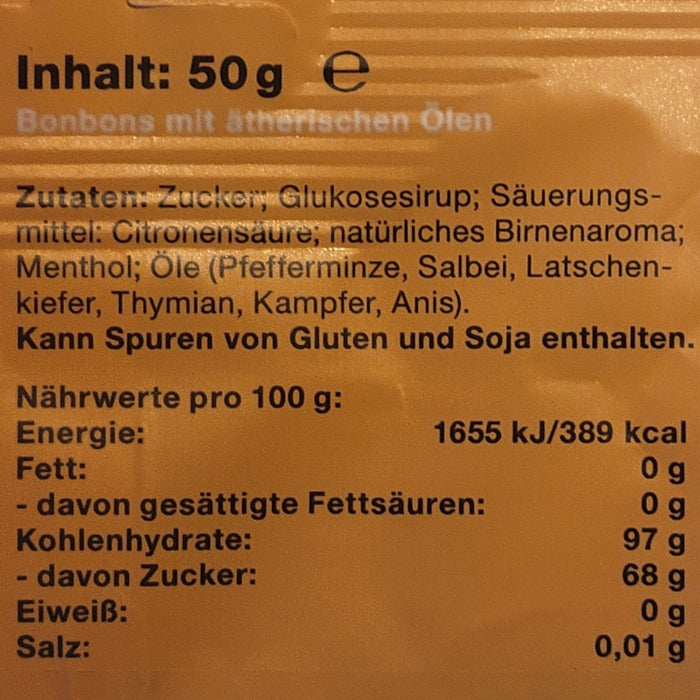 Inhalt: 50 g ℮
Bonbons mit ätherischen Ölen
Zutaten: Zucker; Glukosesirup; Säuerungs-
mittel: Citronensäure; natürliches Birnenaroma;
Menthol; Öle (Pfefferminze, Salbei, Latschen-
kiefer, Thymian, Kampfer, Anis).
Kann Spuren von Gluten und Soja enthalten.
Nährwerte pro 100 g:
Energie: 1655 kJ/389 kcal
Fett: 0 g
- davon gesättigte Fettsäuren: 0 g
Kohlenhydrate: 97 g
- davon Zucker: 68 g
Eiweiß: 0 g
Salz: 0,01 g